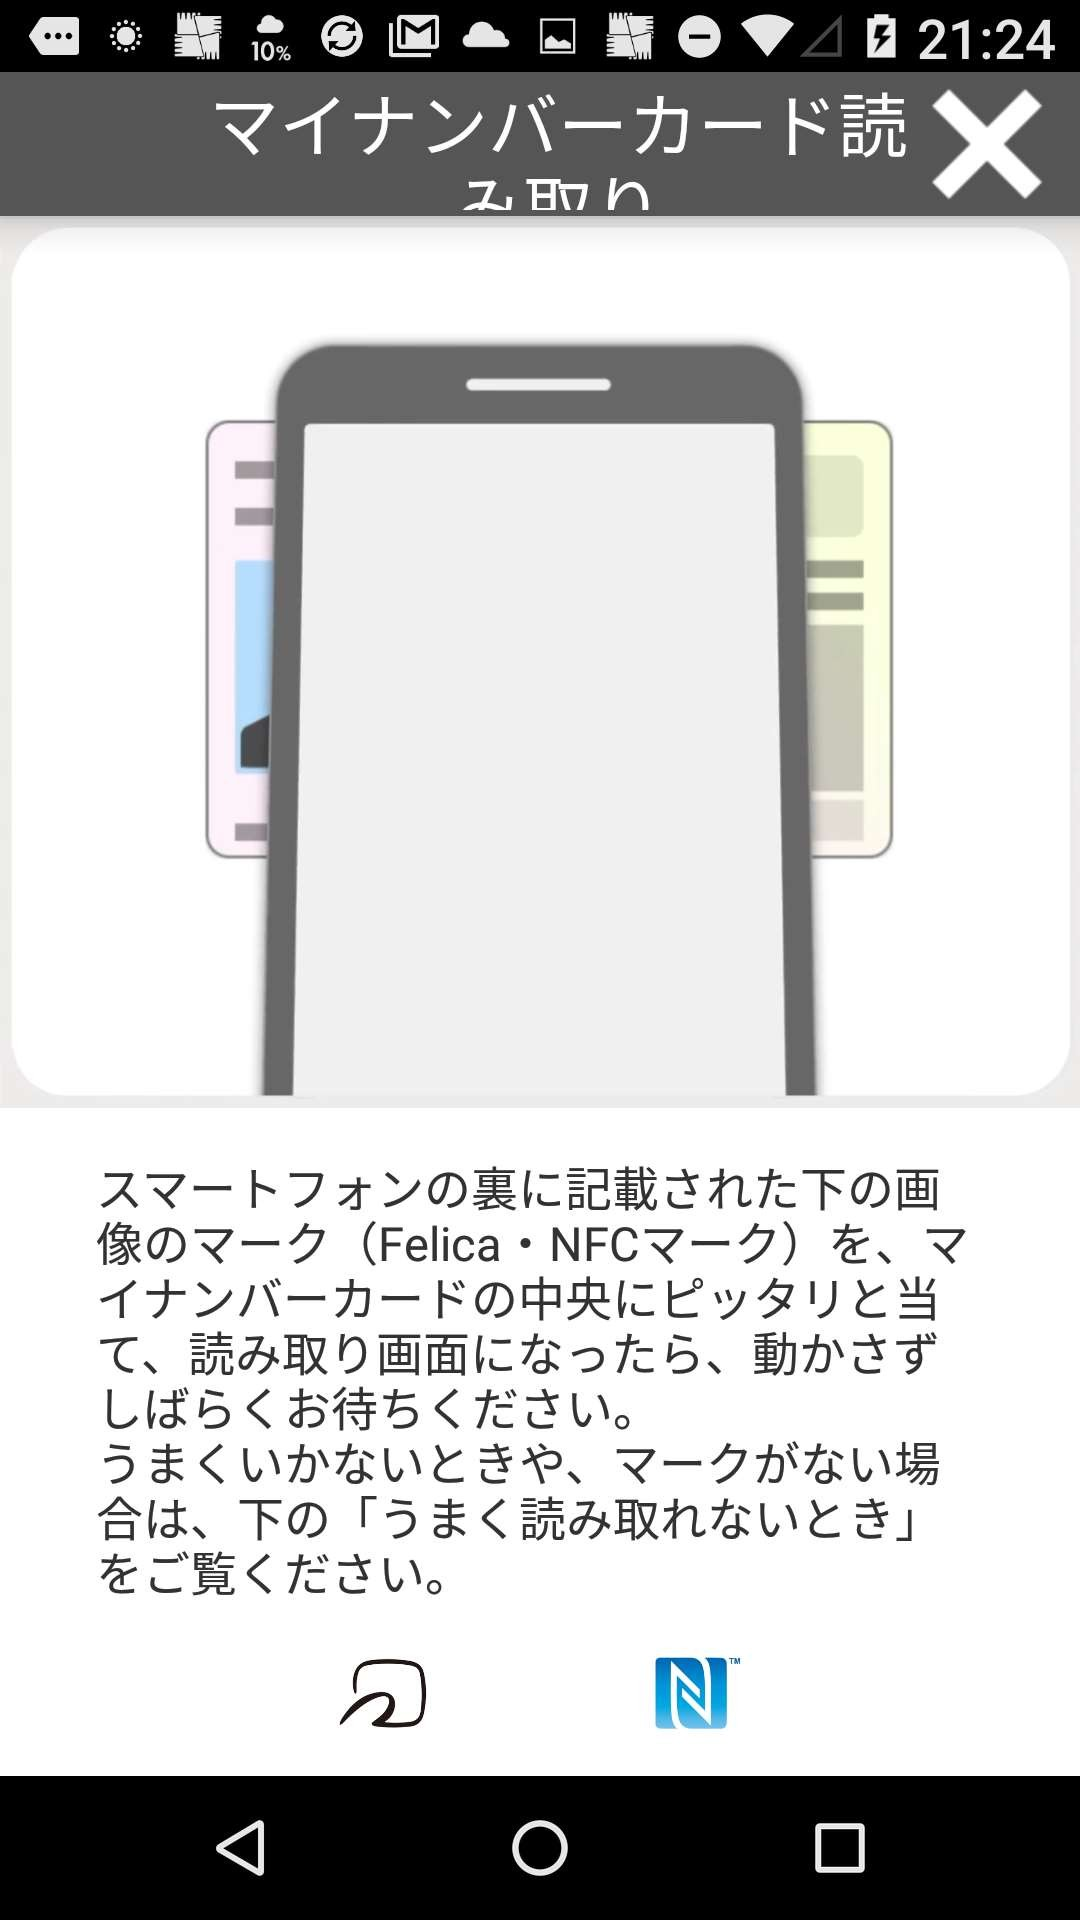 10%
21:24
マイナンバーカード読
み取り
スマートフォンの裏に記載された下の画
像のマーク（Felica・NFCマーク）を、マ
イナンバーカードの中央にピッタリと当
て、読み取り画面になったら、動かさず
しばらくお待ちください。
うまくいかないときや、マークがない場
合は、下の「うまく読み取れないとき」
をご覧ください。
TM